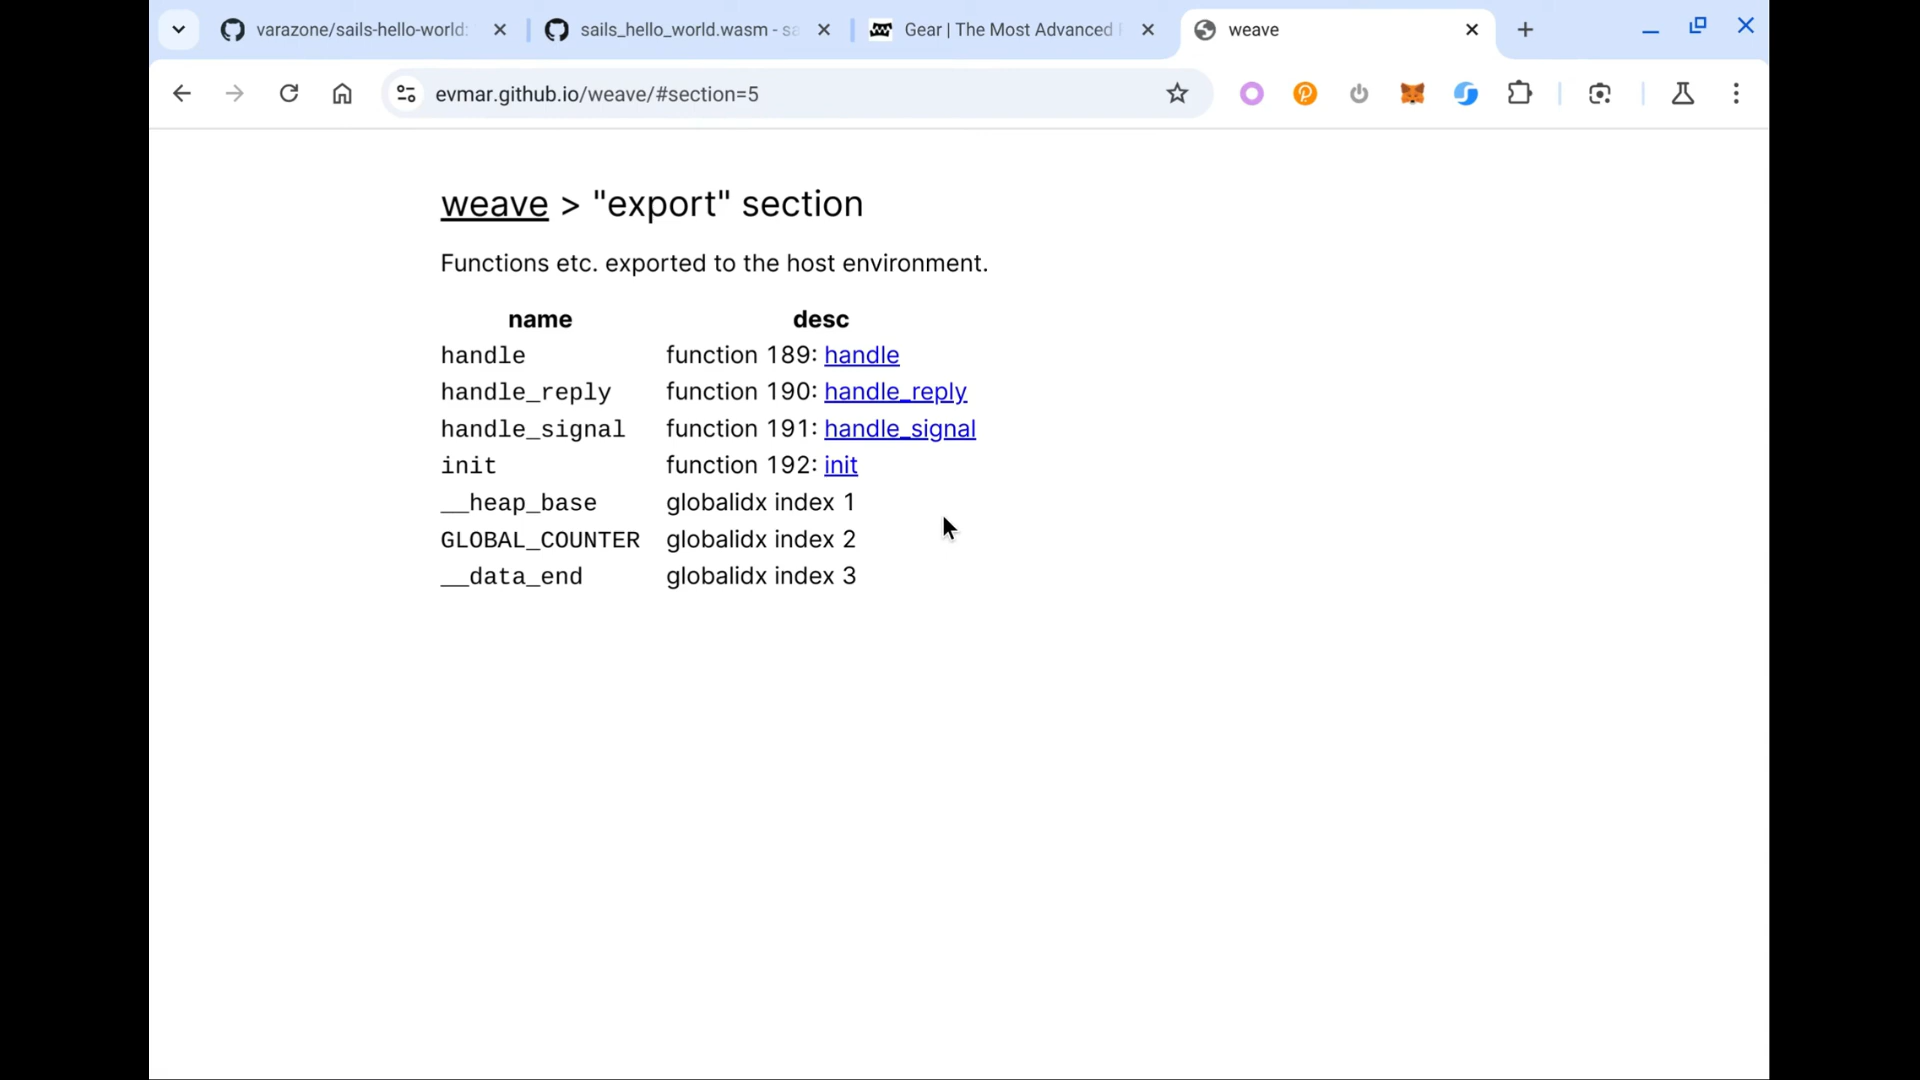 varazone/sails-hello-world:
sails_hello_world.wasm - sa
Gear | The Most Advanced
weave
evmar.github.io/weave/#section=5
weave > "export" section
Functions etc. exported to the host environment.
name desc
handle function 189: handle
handle_reply function 190: handle_reply
handle_signal function 191: handle_signal
init function 192: init
__heap_base globalidx index 1
GLOBAL_COUNTER globalidx index 2
__data_end globalidx index 3